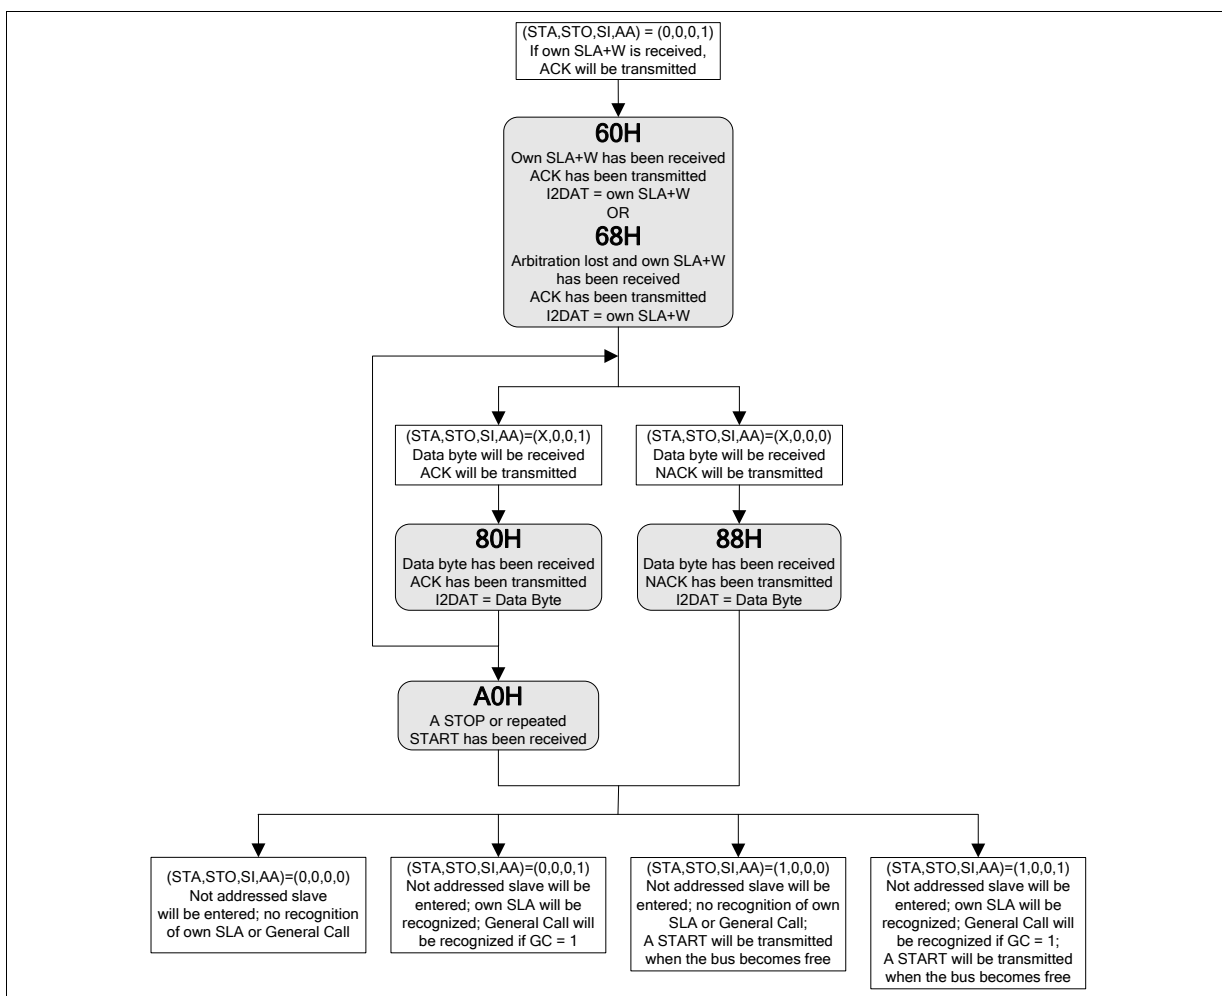 (STA,STO,SI,AA) = (0,0,0,1)
If own SLA+W is received,
ACK will be transmitted
60H
Own SLA+W has been received
ACK has been transmitted
I2DAT = own SLA+W
OR
68H
Arbitration lost and own SLA+W
has been received
ACK has been transmitted
I2DAT = own SLA+W
(STA,STO,SI,AA)=(X,0,0,1)
Data byte will be received
ACK will be transmitted
(STA,STO,SI,AA)=(X,0,0,0)
Data byte will be received
NACK will be transmitted
80H
Data byte has been received
ACK has been transmitted
I2DAT = Data Byte
88H
Data byte has been received
NACK has been transmitted
I2DAT = Data Byte
A0H
A STOP or repeated
START has been received
(STA,STO,SI,AA)=(0,0,0,0)
Not addressed slave
will be entered; no recognition
of own SLA or General Call
(STA,STO,SI,AA)=(0,0,0,1)
Not addressed slave will be
entered; own SLA will be
recognized; General Call will
be recognized if GC = 1
(STA,STO,SI,AA)=(1,0,0,0)
Not addressed slave will be
entered; no recognition of own
SLA or General Call;
A START will be transmitted
when the bus becomes free
(STA,STO,SI,AA)=(1,0,0,1)
Not addressed slave will be
entered; own SLA will be
recognized; General Call will
be recognized if GC = 1;
A START will be transmitted
when the bus becomes free